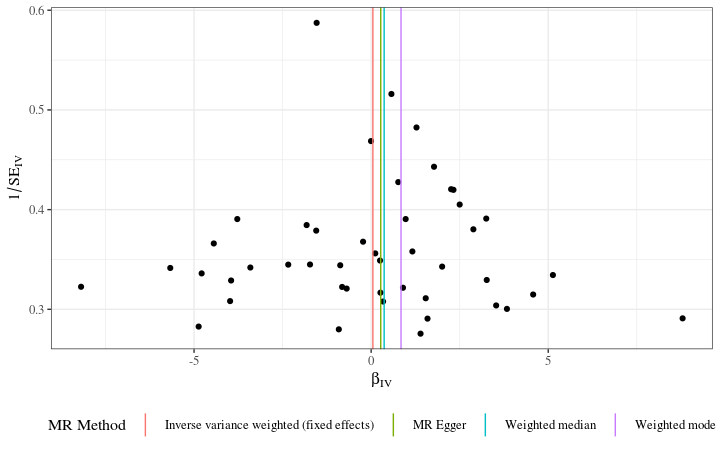 0.6
0.5
0.4
0.3
1/SE_IV
-5 0 5
β_IV
MR Method Inverse variance weighted (fixed effects) MR Egger Weighted median Weighted mode